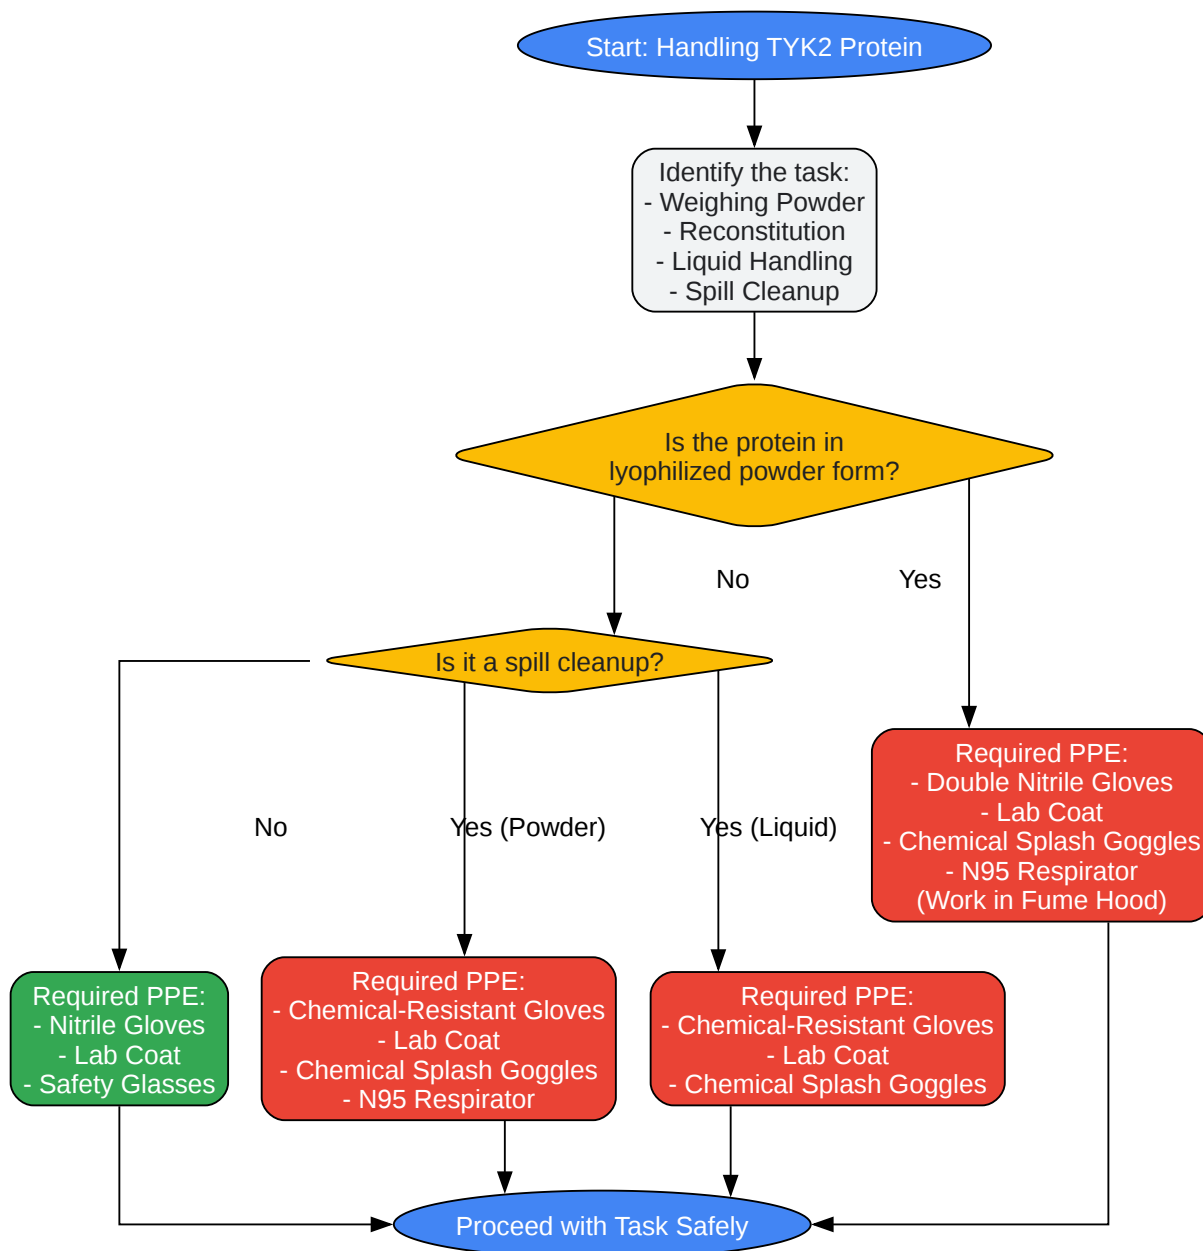 Start: Handling TYK2 Protein
Identify the task:
- Weighing Powder
- Reconstitution
- Liquid Handling
- Spill Cleanup
Is the protein in
lyophilized powder form?
No
Yes
Is it a spill cleanup?
No
Yes (Powder)
Yes (Liquid)
Required PPE:
- Double Nitrile Gloves
- Lab Coat
- Chemical Splash Goggles
- N95 Respirator
(Work in Fume Hood)
Required PPE:
- Nitrile Gloves
- Lab Coat
- Safety Glasses
Required PPE:
- Chemical-Resistant Gloves
- Lab Coat
- Chemical Splash Goggles
- N95 Respirator
Required PPE:
- Chemical-Resistant Gloves
- Lab Coat
- Chemical Splash Goggles
Proceed with Task Safely